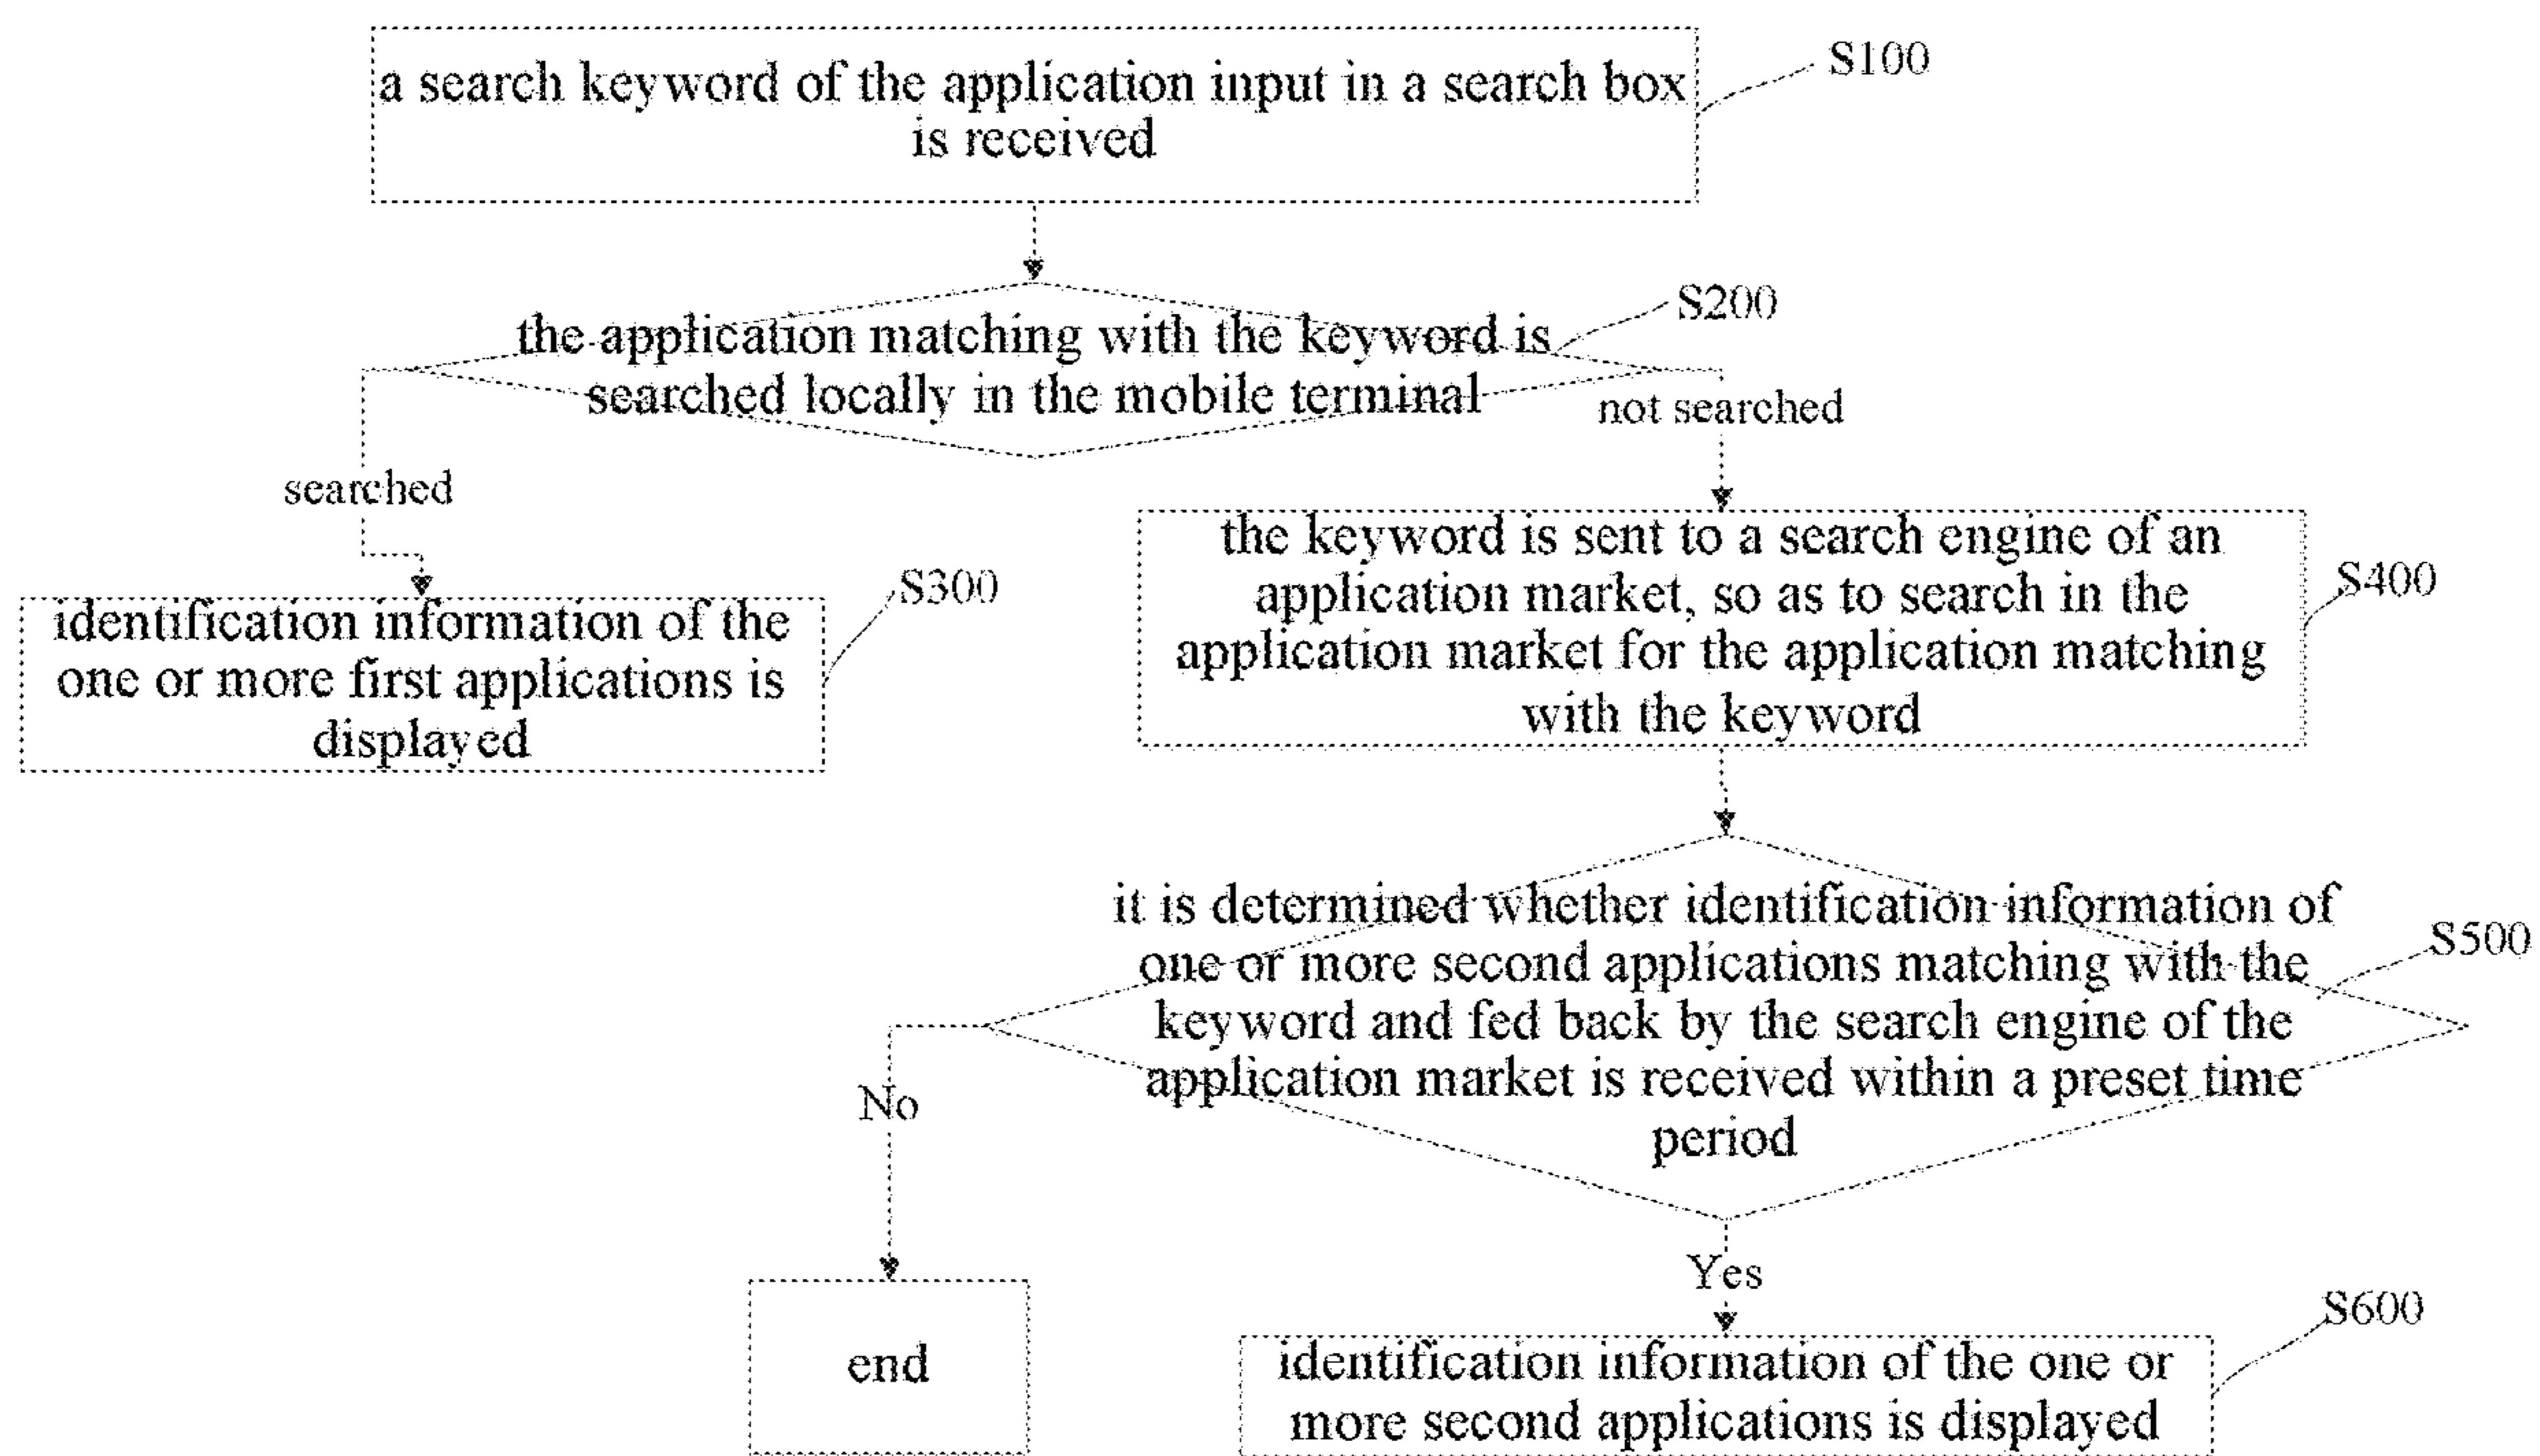 a search keyword of the application input in a search box
is received
S100
the application matching with the keyword is
searched locally in the mobile terminal
S200
searched
not searched
identification information of the
one or more first applications is
displayed
S300
the keyword is sent to a search engine of an
application market, so as to search in the
application market for the application matching
with the keyword
S400
it is determined whether identification information of
one or more second applications matching with the
keyword and fed back by the search engine of the
application market is received within a preset time
period
S500
No
Yes
end
identification information of the one or
more second applications is displayed
S600